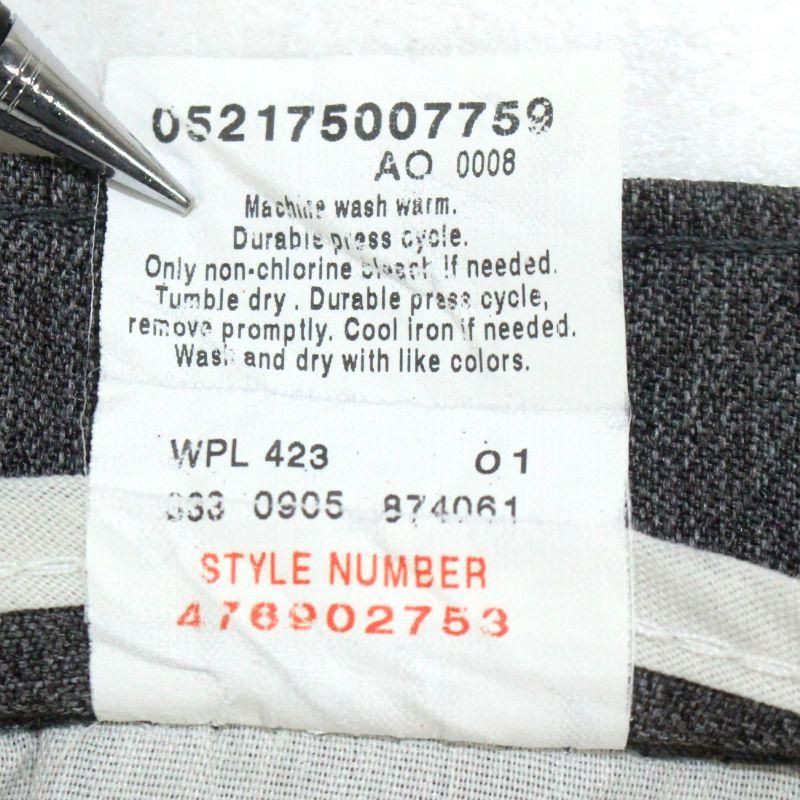 052175007759
AO 0008
Machine wash warm.
Durable press cycle.
Only non-chlorine bleach If needed.
Tumble dry . Durable press cycle,
remove promptly. Cool iron if needed.
Wash and dry with like colors.
WPL 423 01
0905 874061
STYLE NUMBER